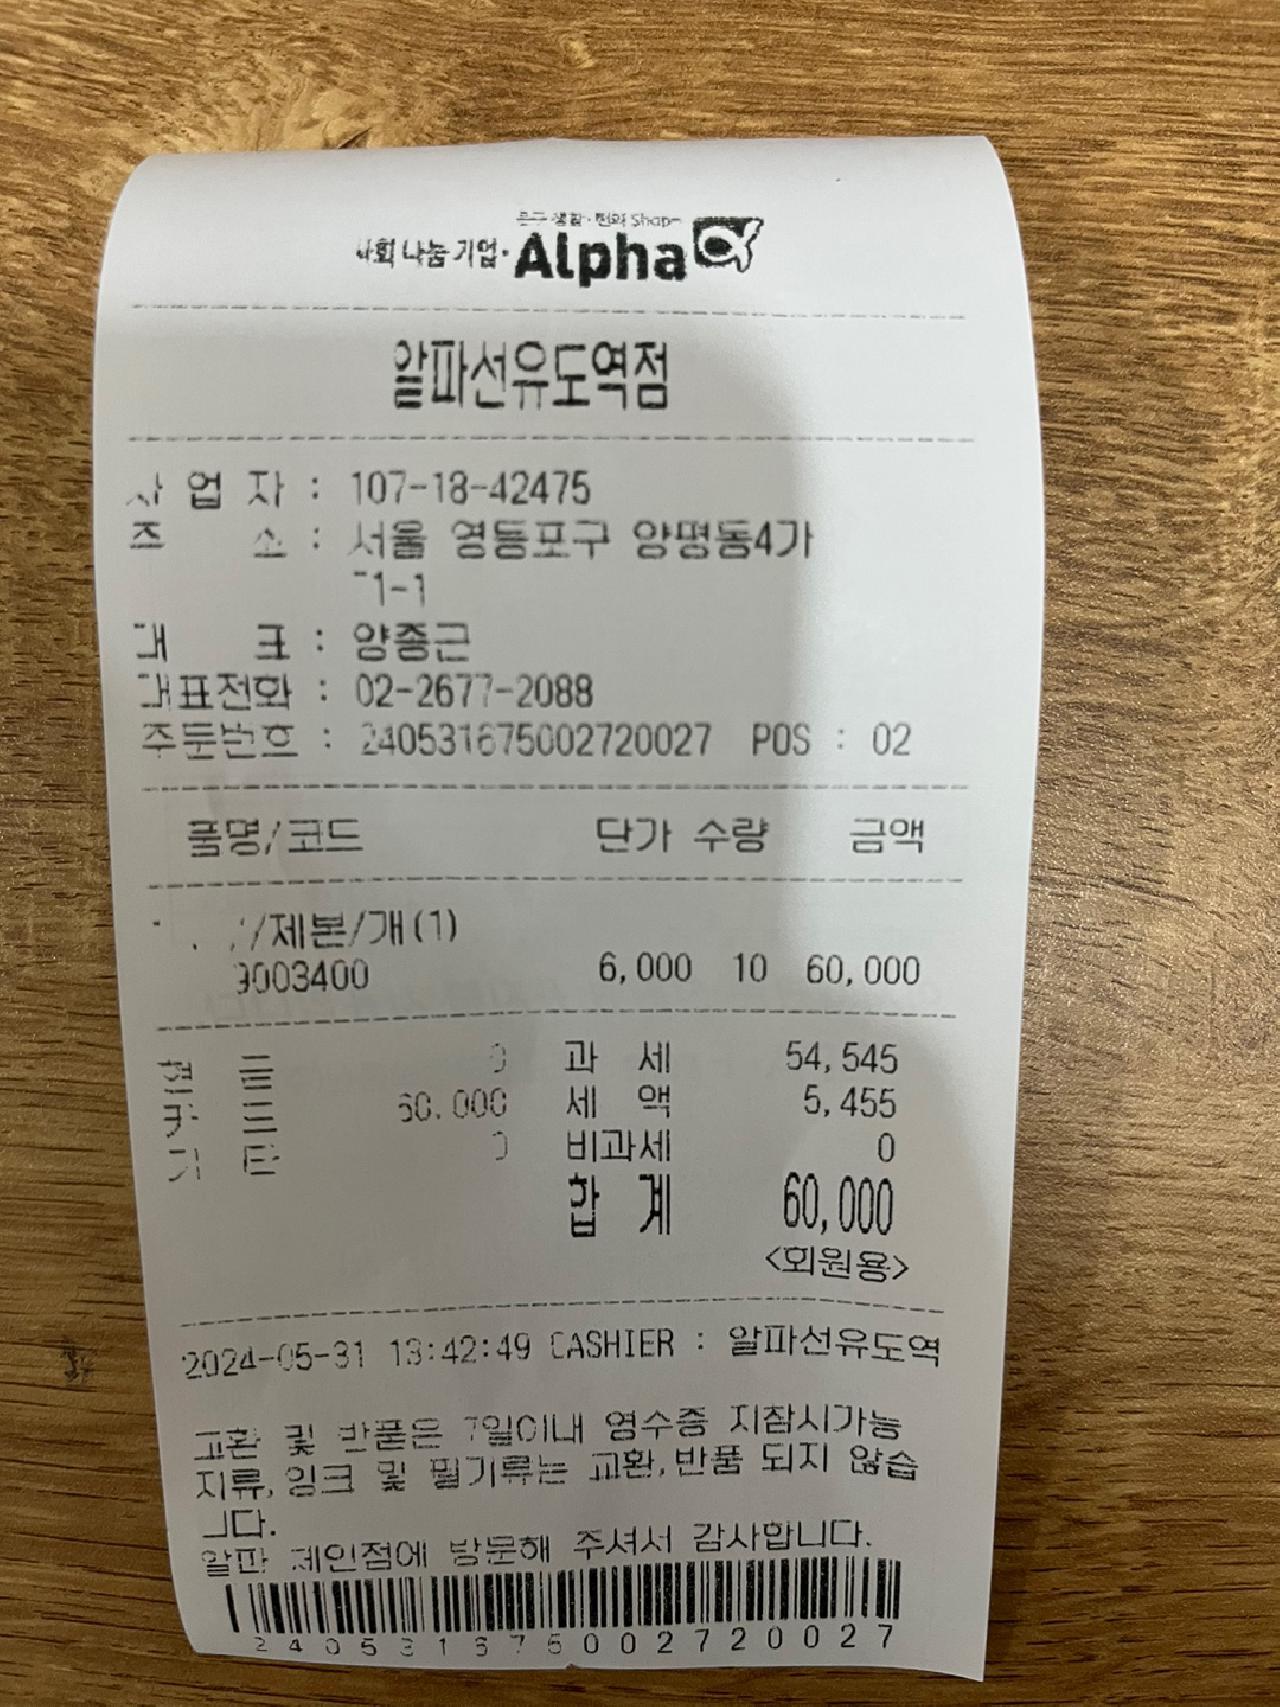 문구·생활·편의 Shop
사회 나눔 기업· Alpha
알파선유도역점
사 업 자 : 107-18-42475
주 소 : 서울 영등포구 양평동4가
1-1
대 표 : 양종근
대표전화 : 02-2677-2088
주문번호 : 240531675002720027 POS : 02
품명/코드 단가 수량 금액
/제본/개(1)
9003400 6,000 10 60,000
현 금 0 과 세 54,545
카 드 60,000 세 액 5,455
기 타 0 비과세 0
합 계 60,000
<회원용>
2024-05-31 13:42:49 CASHIER : 알파선유도역
교환 및 반품은 7일이내 영수증 지참시가능
지류, 잉크 및 필기류는 교환,반품 되지 않습
니다.
알파 체인점에 방문해 주셔서 감사합니다.
240531675002720027